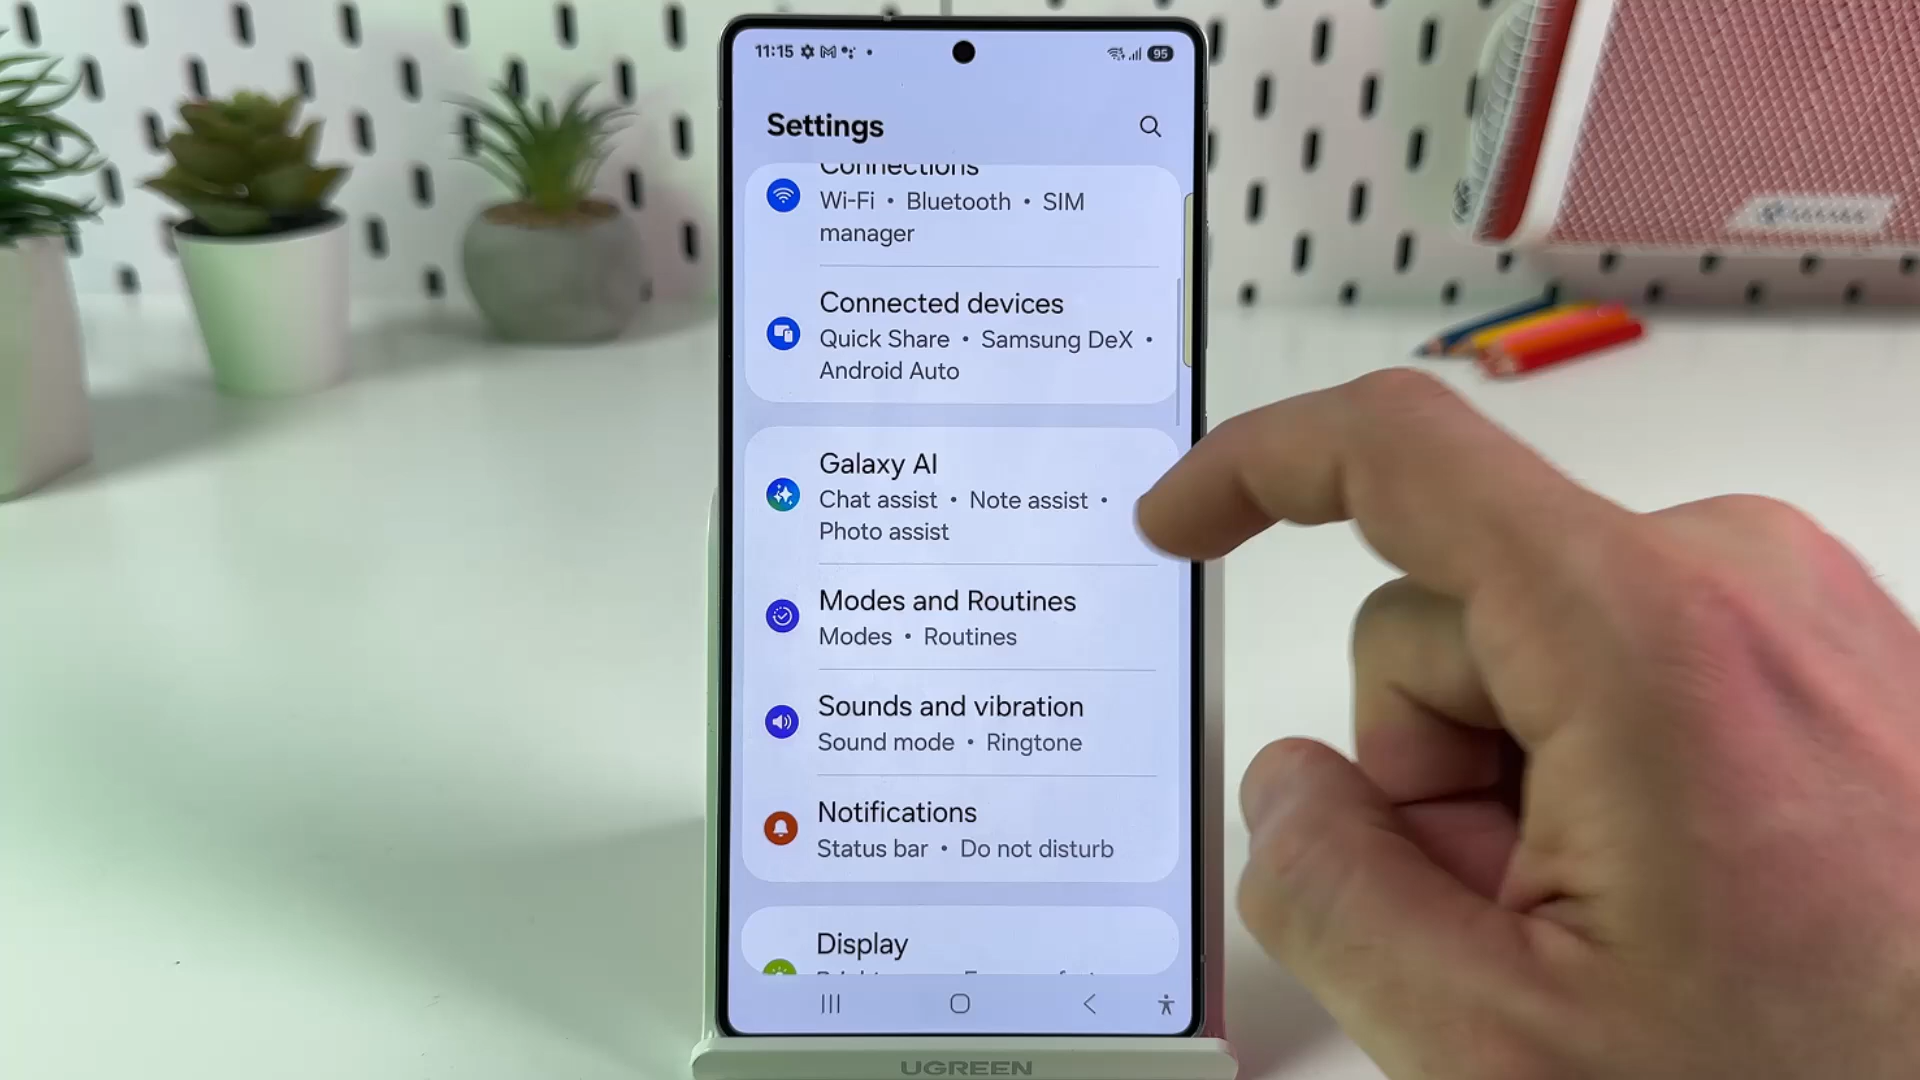 11:15
95
Settings
Connections
Wi-Fi • Bluetooth • SIM
manager
Connected devices
Quick Share • Samsung DeX •
Android Auto
Galaxy AI
Chat assist • Note assist •
Photo assist
Modes and Routines
Modes • Routines
Sounds and vibration
Sound mode • Ringtone
Notifications
Status bar • Do not disturb
Display
UGREEN